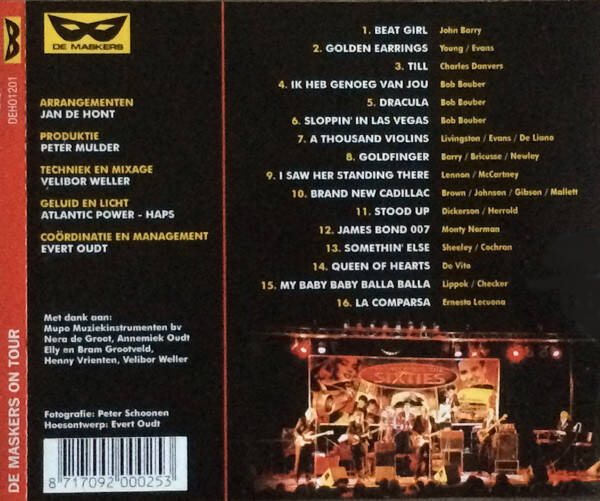 DEH01201
DE MASKERS ON TOUR
DE MASKERS
ARRANGEMENTEN
JAN DE HONT
PRODUKTIE
PETER MULDER
TECHNIEK EN MIXAGE
VELIBOR WELLER
GELUID EN LICHT
ATLANTIC POWER - HAPS
COÖRDINATIE EN MANAGEMENT
EVERT OUDT
Met dank aan:
Mupo Muziekinstrumenten bv
Nera de Groot, Annemiek Oudt
Elly en Bram Grootveld,
Henny Vrienten, Velibor Weller
Fotografie: Peter Schoonen
Hoesontwerp: Evert Oudt
8 717092 000253
1. BEAT GIRL John Barry
2. GOLDEN EARRINGS Young / Evans
3. TILL Charles Danvers
4. IK HEB GENOEG VAN JOU Bob Bouber
5. DRACULA Bob Bouber
6. SLOPPIN' IN LAS VEGAS Bob Bouber
7. A THOUSAND VIOLINS Livingston / Evans / De Liano
8. GOLDFINGER Barry / Bricusse / Newley
9. I SAW HER STANDING THERE Lennon / McCartney
10. BRAND NEW CADILLAC Brown / Johnson / Gibson / Mallett
11. STOOD UP Dickerson / Herrold
12. JAMES BOND 007 Monty Norman
13. SOMETHIN' ELSE Sheeley / Cochran
14. QUEEN OF HEARTS De Vito
15. MY BABY BABY BALLA BALLA Lippok / Checker
16. LA COMPARSA Ernesto Lecuona
SIXTIES